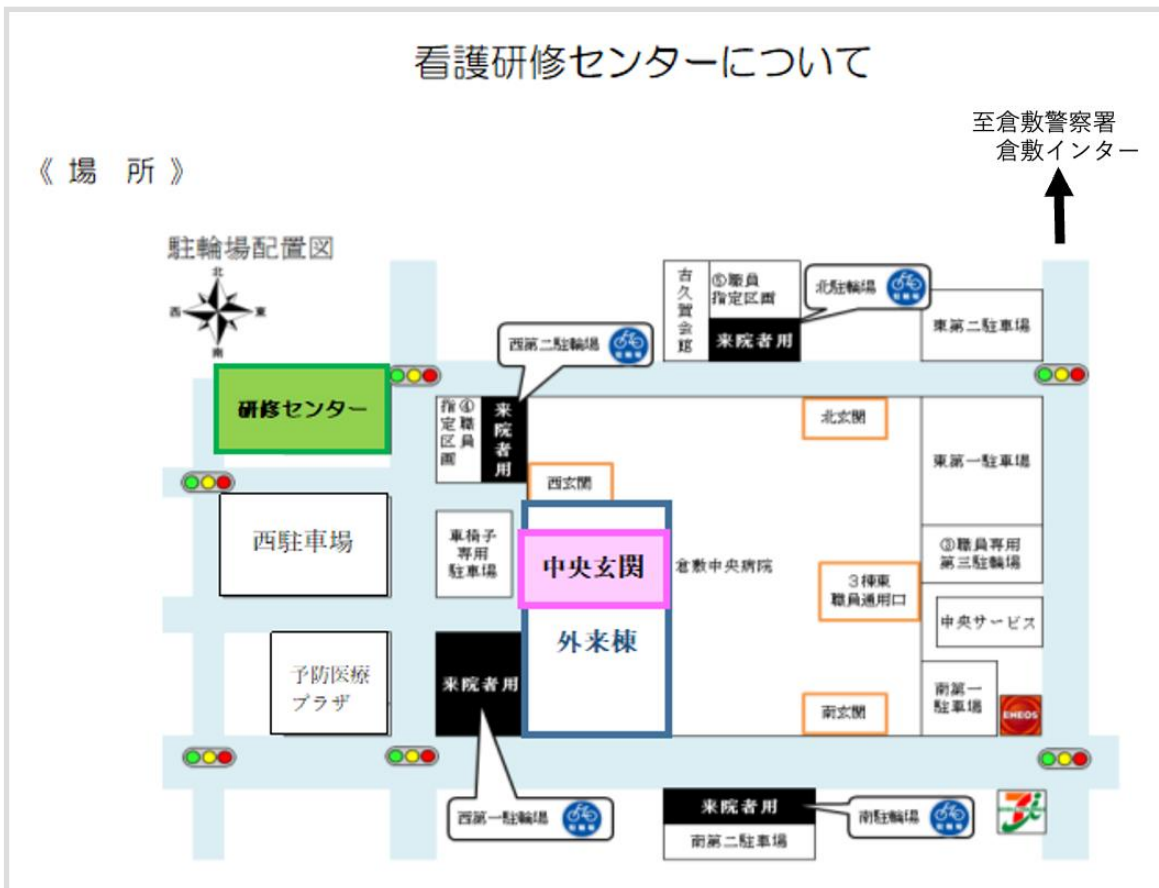 看護研修センターについて
至倉敷警察署
倉敷インター
《 場　所 》
駐輪場配置図
北
西
東
南
古久賀会館
⑤職員
指定区画
来院者用
北駐輪場
東第二駐車場
西第二駐輪場
研修センター
④職員
指定区画
来院者用
北玄関
東第一駐車場
西玄関
西駐車場
車椅子
専用
駐車場
中央玄関
倉敷中央病院
③職員専用
第三駐輪場
3棟東
職員通用口
中央サービス
外来棟
予防医療
プラザ
来院者用
南第一
駐車場
南玄関
ENEOS
西第一駐輪場
来院者用
南駐輪場
南第二駐車場